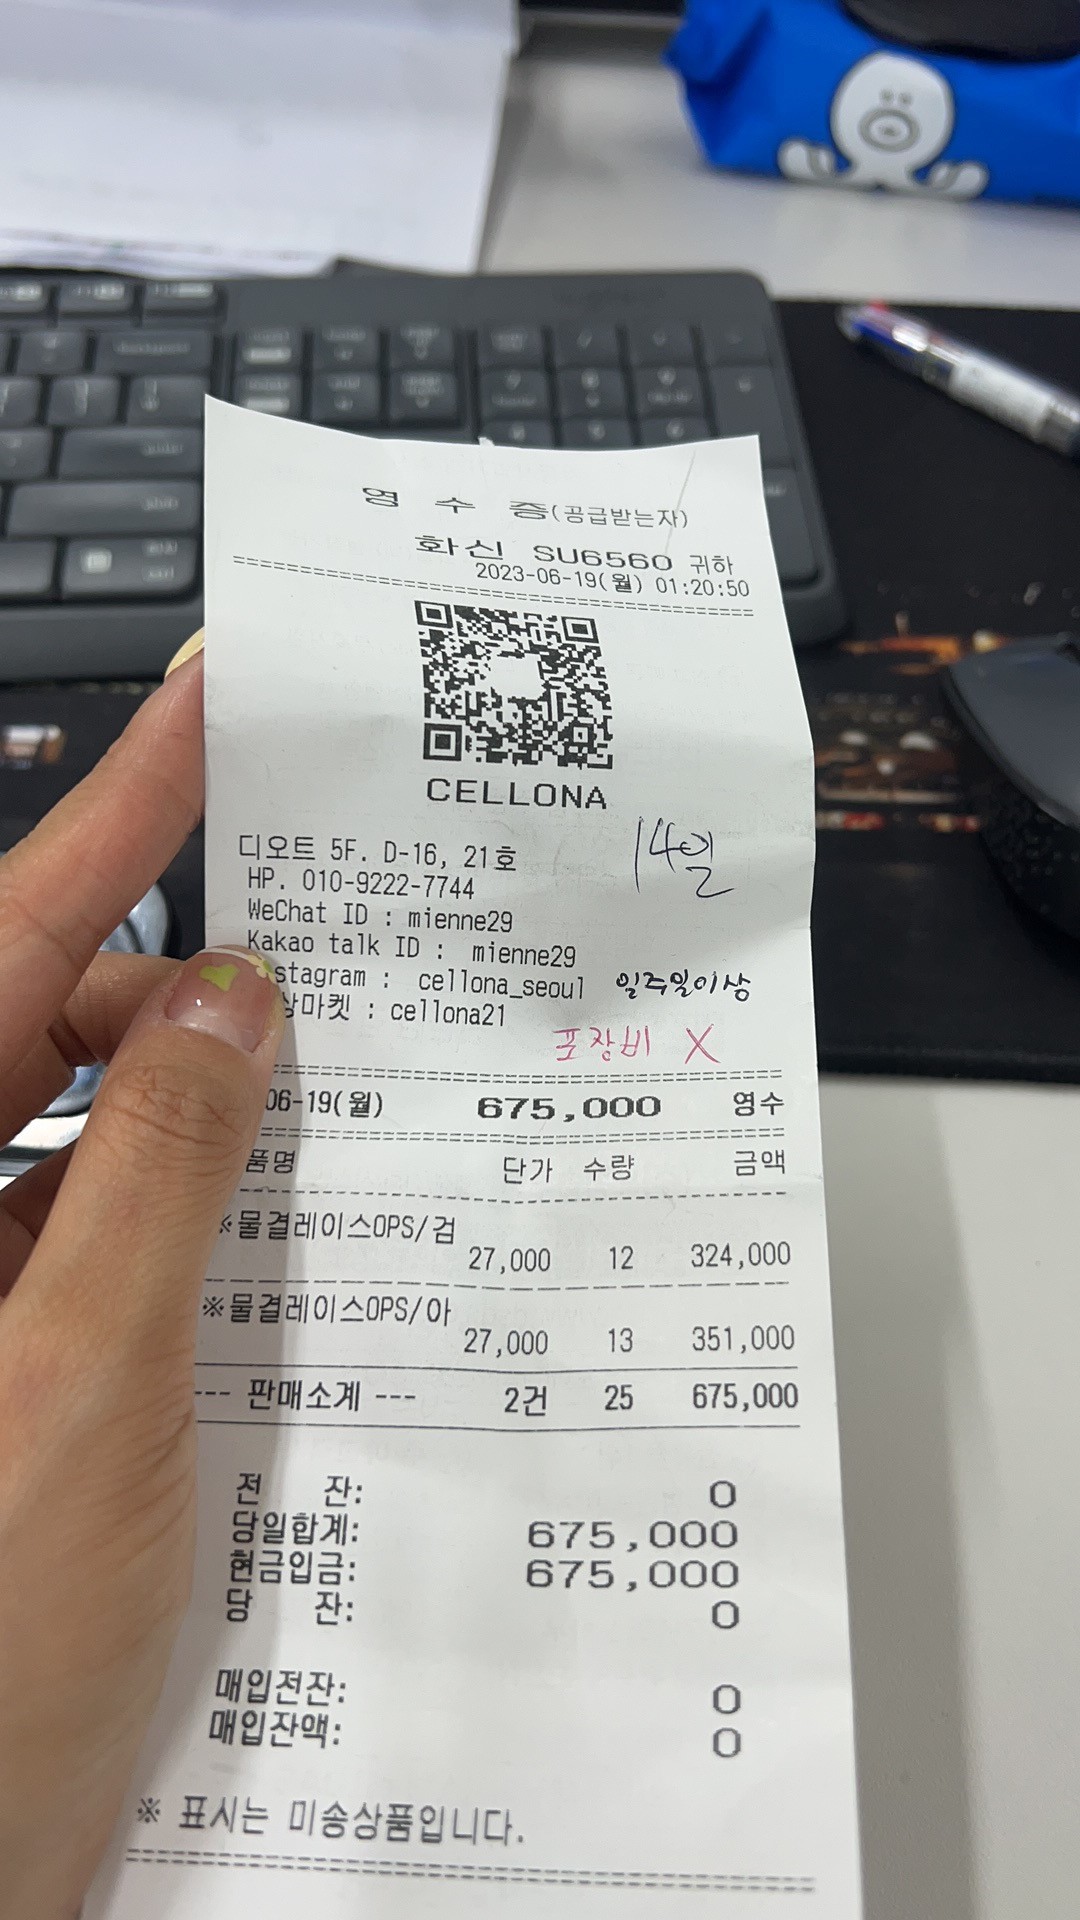 영 수 증(공급받는자)
화신 SU6560 귀하
2023-06-19(월) 01:20:50
CELLONA
디오트 5F. D-16, 21호
14일
HP. 010-9222-7744
WeChat ID : mienne29
Kakao talk ID : mienne29
stagram : cellona_seoul 일주일이상
상마켓 : cellona21
포장비 X
06-19(월) 675,000 영수
품명 단가 수량 금액
※물결레이스OPS/검
27,000 12 324,000
※물결레이스OPS/아
27,000 13 351,000
--- 판매소계 --- 2건 25 675,000
전 잔: 0
당일합계: 675,000
현금입금: 675,000
당 잔: 0
매입전잔: 0
매입잔액: 0
※ 표시는 미송상품입니다.